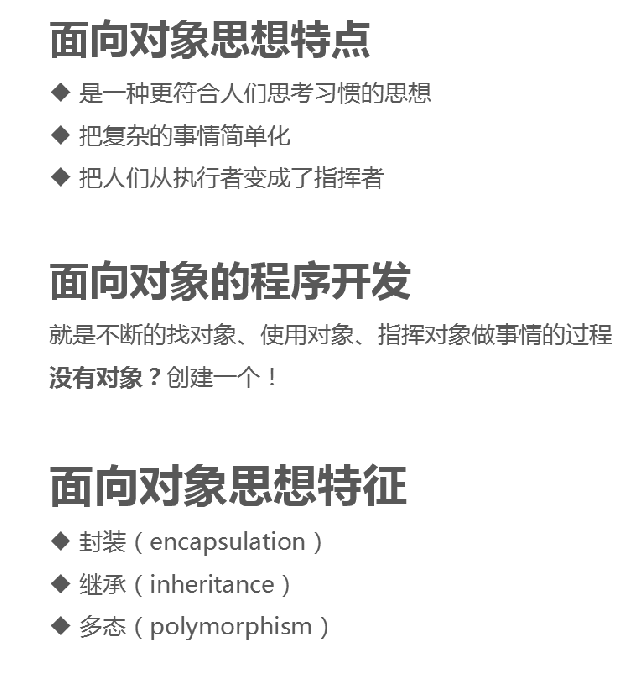 面向对象思想特点
◆ 是一种更符合人们思考习惯的思想
◆ 把复杂的事情简单化
◆ 把人们从执行者变成了指挥者
面向对象的程序开发
就是不断的找对象、使用对象、指挥对象做事情的过程
没有对象？创建一个！
面向对象思想特征
◆ 封装（encapsulation）
◆ 继承（inheritance）
◆ 多态（polymorphism）